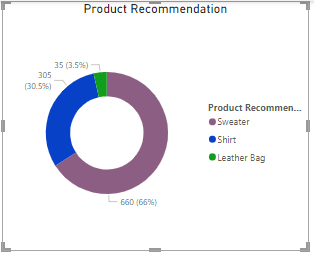 Product Recommendation
35 (3.5%)
305
(30.5%)
660 (66%)
Product Recommen...
Sweater
Shirt
Leather Bag